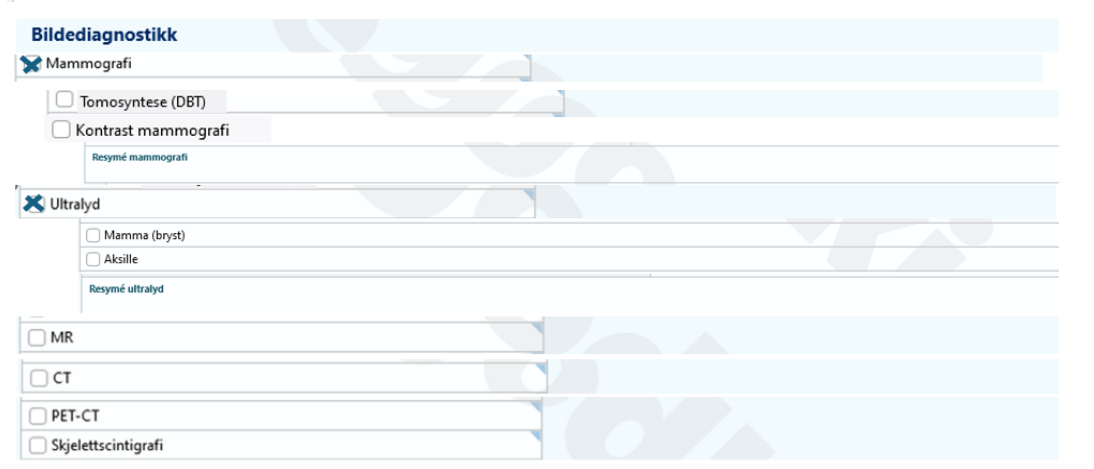 Bildediagnostikk
Mammografi
Tomosyntese (DBT)
Kontrast mammografi
Resymé mammografi
Ultralyd
Mamma (bryst)
Aksille
Resymé ultralyd
MR
CT
PET-CT
Skjelettscintigrafi